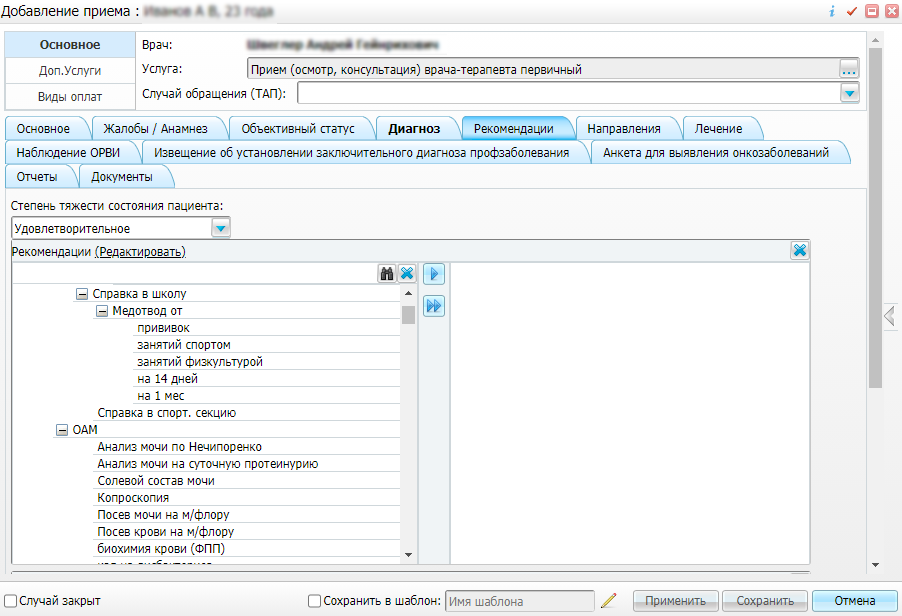 Добавление приема :
Основное
Доп.Услуги
Виды оплат
Врач:
Услуга: Прием (осмотр, консультация) врача-терапевта первичный ...
Случай обращения (ТАП):
Основное Жалобы / Анамнез Объективный статус Диагноз Рекомендации Направления Лечение
Наблюдение ОРВИ Извещение об установлении заключительного диагноза профзаболевания Анкета для выявления онкозаболеваний
Отчеты Документы
Степень тяжести состояния пациента:
Удовлетворительное
Рекомендации (Редактировать)
Справка в школу
Медотвод от
прививок
занятий спортом
занятий физкультурой
на 14 дней
на 1 мес
Справка в спорт. секцию
ОАМ
Анализ мочи по Нечипоренко
Анализ мочи на суточную протеинурию
Солевой состав мочи
Копроскопия
Посев мочи на м/флору
Посев крови на м/флору
биохимия крови (ФПП)
Случай закрыт Сохранить в шаблон: Имя шаблона Применить Сохранить Отмена